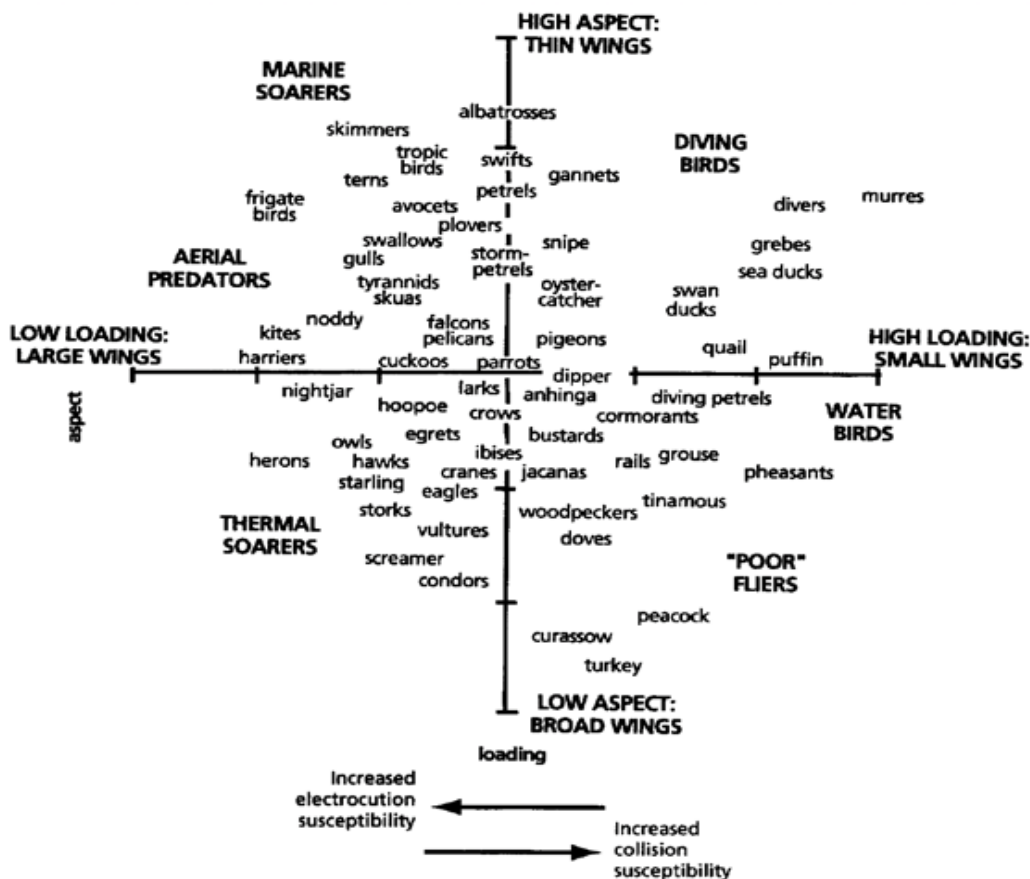 HIGH ASPECT:
THIN WINGS
MARINE
SOARERS
albatrosses
skimmers
DIVING
BIRDS
tropic
birds
swifts
gannets
terns
petrels
murres
frigate
birds
avocets
divers
plovers
swallows
snipe
grebes
gulls
storm-
petrels
AERIAL
PREDATORS
sea ducks
tyrannids
skuas
oyster-
catcher
swan
ducks
noddy
falcons
pelicans
LOW LOADING:
LARGE WINGS
kites
pigeons
HIGH LOADING:
SMALL WINGS
quail
harriers
cuckoos
parrots
puffin
dipper
nightjar
larks
anhinga
diving petrels
aspect
hoopoe
crows
cormorants
WATER
BIRDS
owls
egrets
bustards
herons
hawks
ibises
rails
grouse
starling
cranes
jacanas
pheasants
eagles
tinamous
storks
woodpeckers
THERMAL
SOARERS
vultures
doves
screamer
condors
"POOR"
FLIERS
peacock
curassow
turkey
LOW ASPECT:
BROAD WINGS
loading
Increased
electrocution
susceptibility
Increased
collision
susceptibility